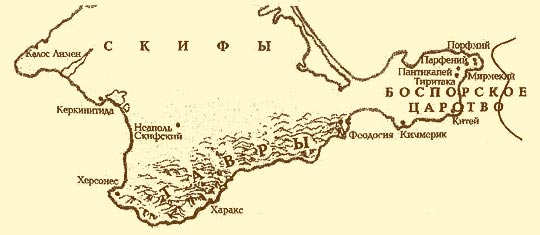 СКИФЫ
Калос Лимен
Порфмий
Парфений
Пантикапей
Мирмекий
Тиритака
БОСПОРСКОЕ
ЦАРСТВО
Керкинитида
Неаполь
Скифский
Китей
Феодосия
Киммерик
ТАВРЫ
Херсонес
Харакс